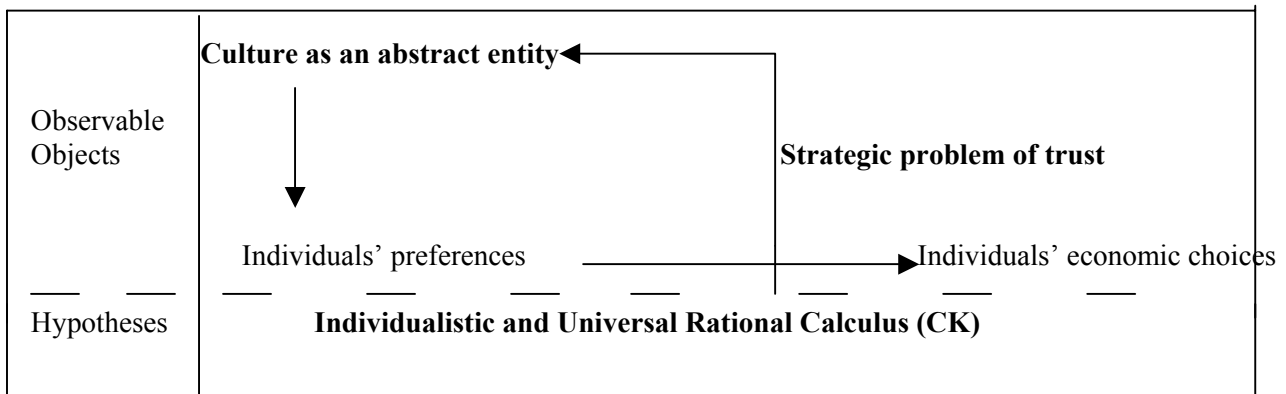 Culture as an abstract entity
Observable
Objects
Strategic problem of trust
Individuals’ preferences
Individuals’ economic choices
Hypotheses
Individualistic and Universal Rational Calculus (CK)